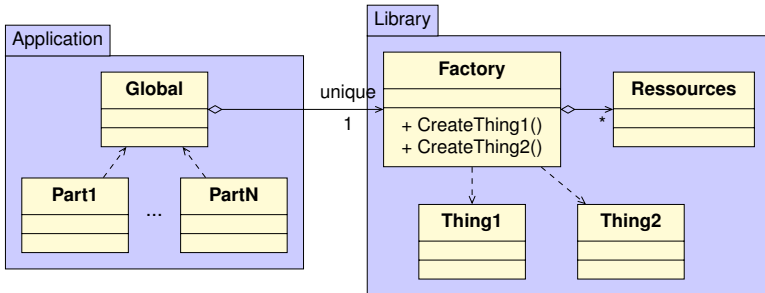 Application
Global
Part1
...
PartN
unique
1
Library
Factory
+ CreateThing1()
+ CreateThing2()
*
Ressources
Thing1
Thing2